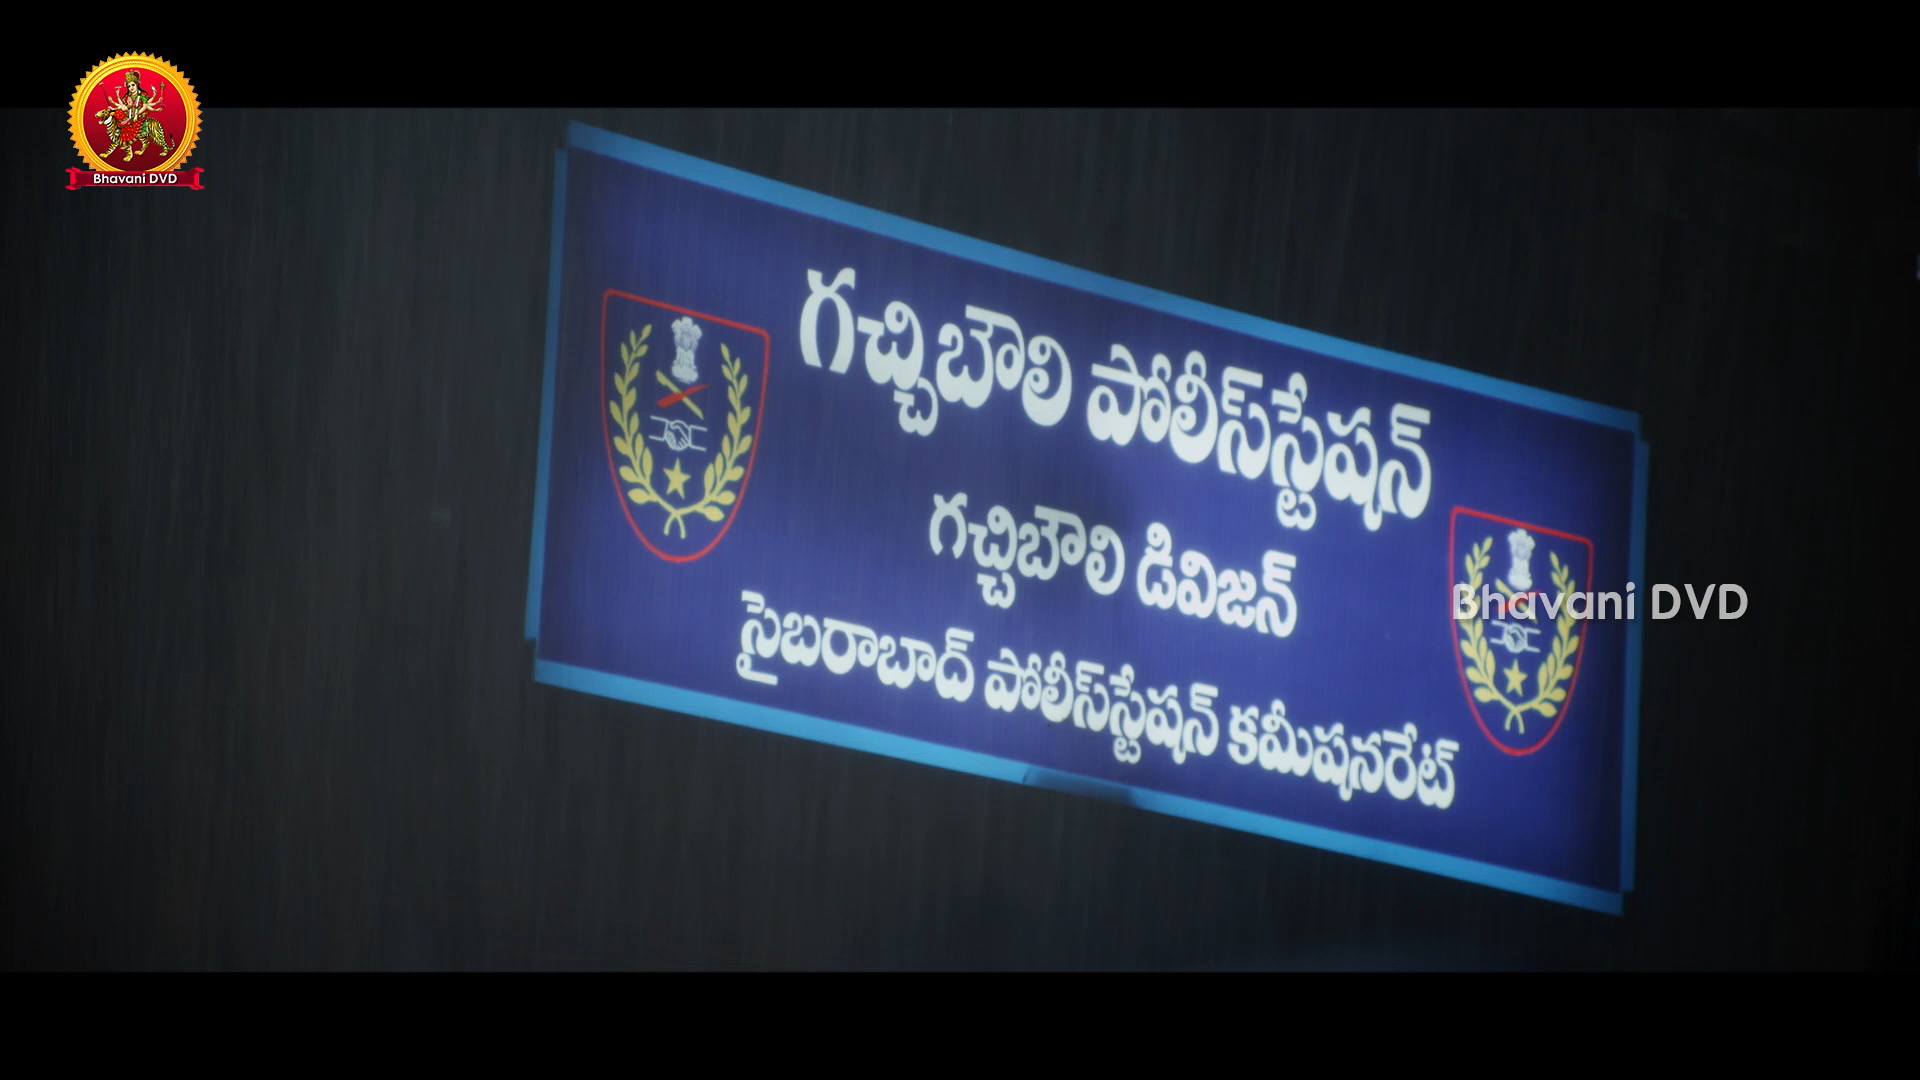 Bhavani DVD
గచ్చిబౌలి పోలీస్‌స్టేషన్
గచ్చిబౌలి డివిజన్
సైబరాబాద్ పోలీస్‌స్టేషన్ కమీషనరేట్
Bhavani DVD